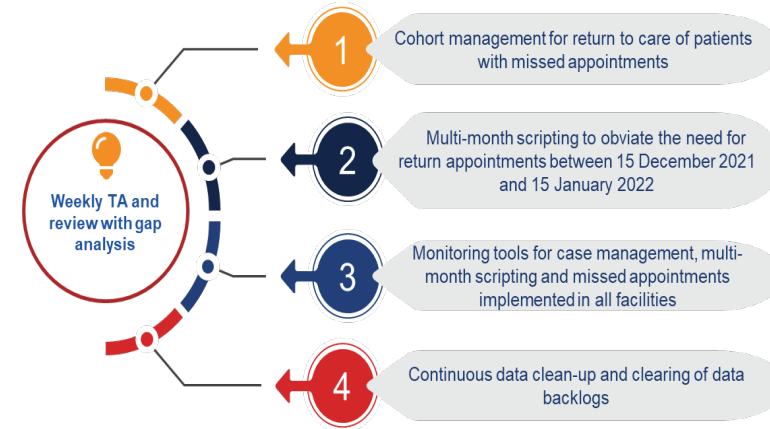 Weekly TA and
review with gap
analysis
1
Cohort management for return to care of patients
with missed appointments
2
Multi-month scripting to obviate the need for
return appointments between 15 December 2021
and 15 January 2022
3
Monitoring tools for case management, multi-
month scripting and missed appointments
implemented in all facilities
4
Continuous data clean-up and clearing of data
backlogs